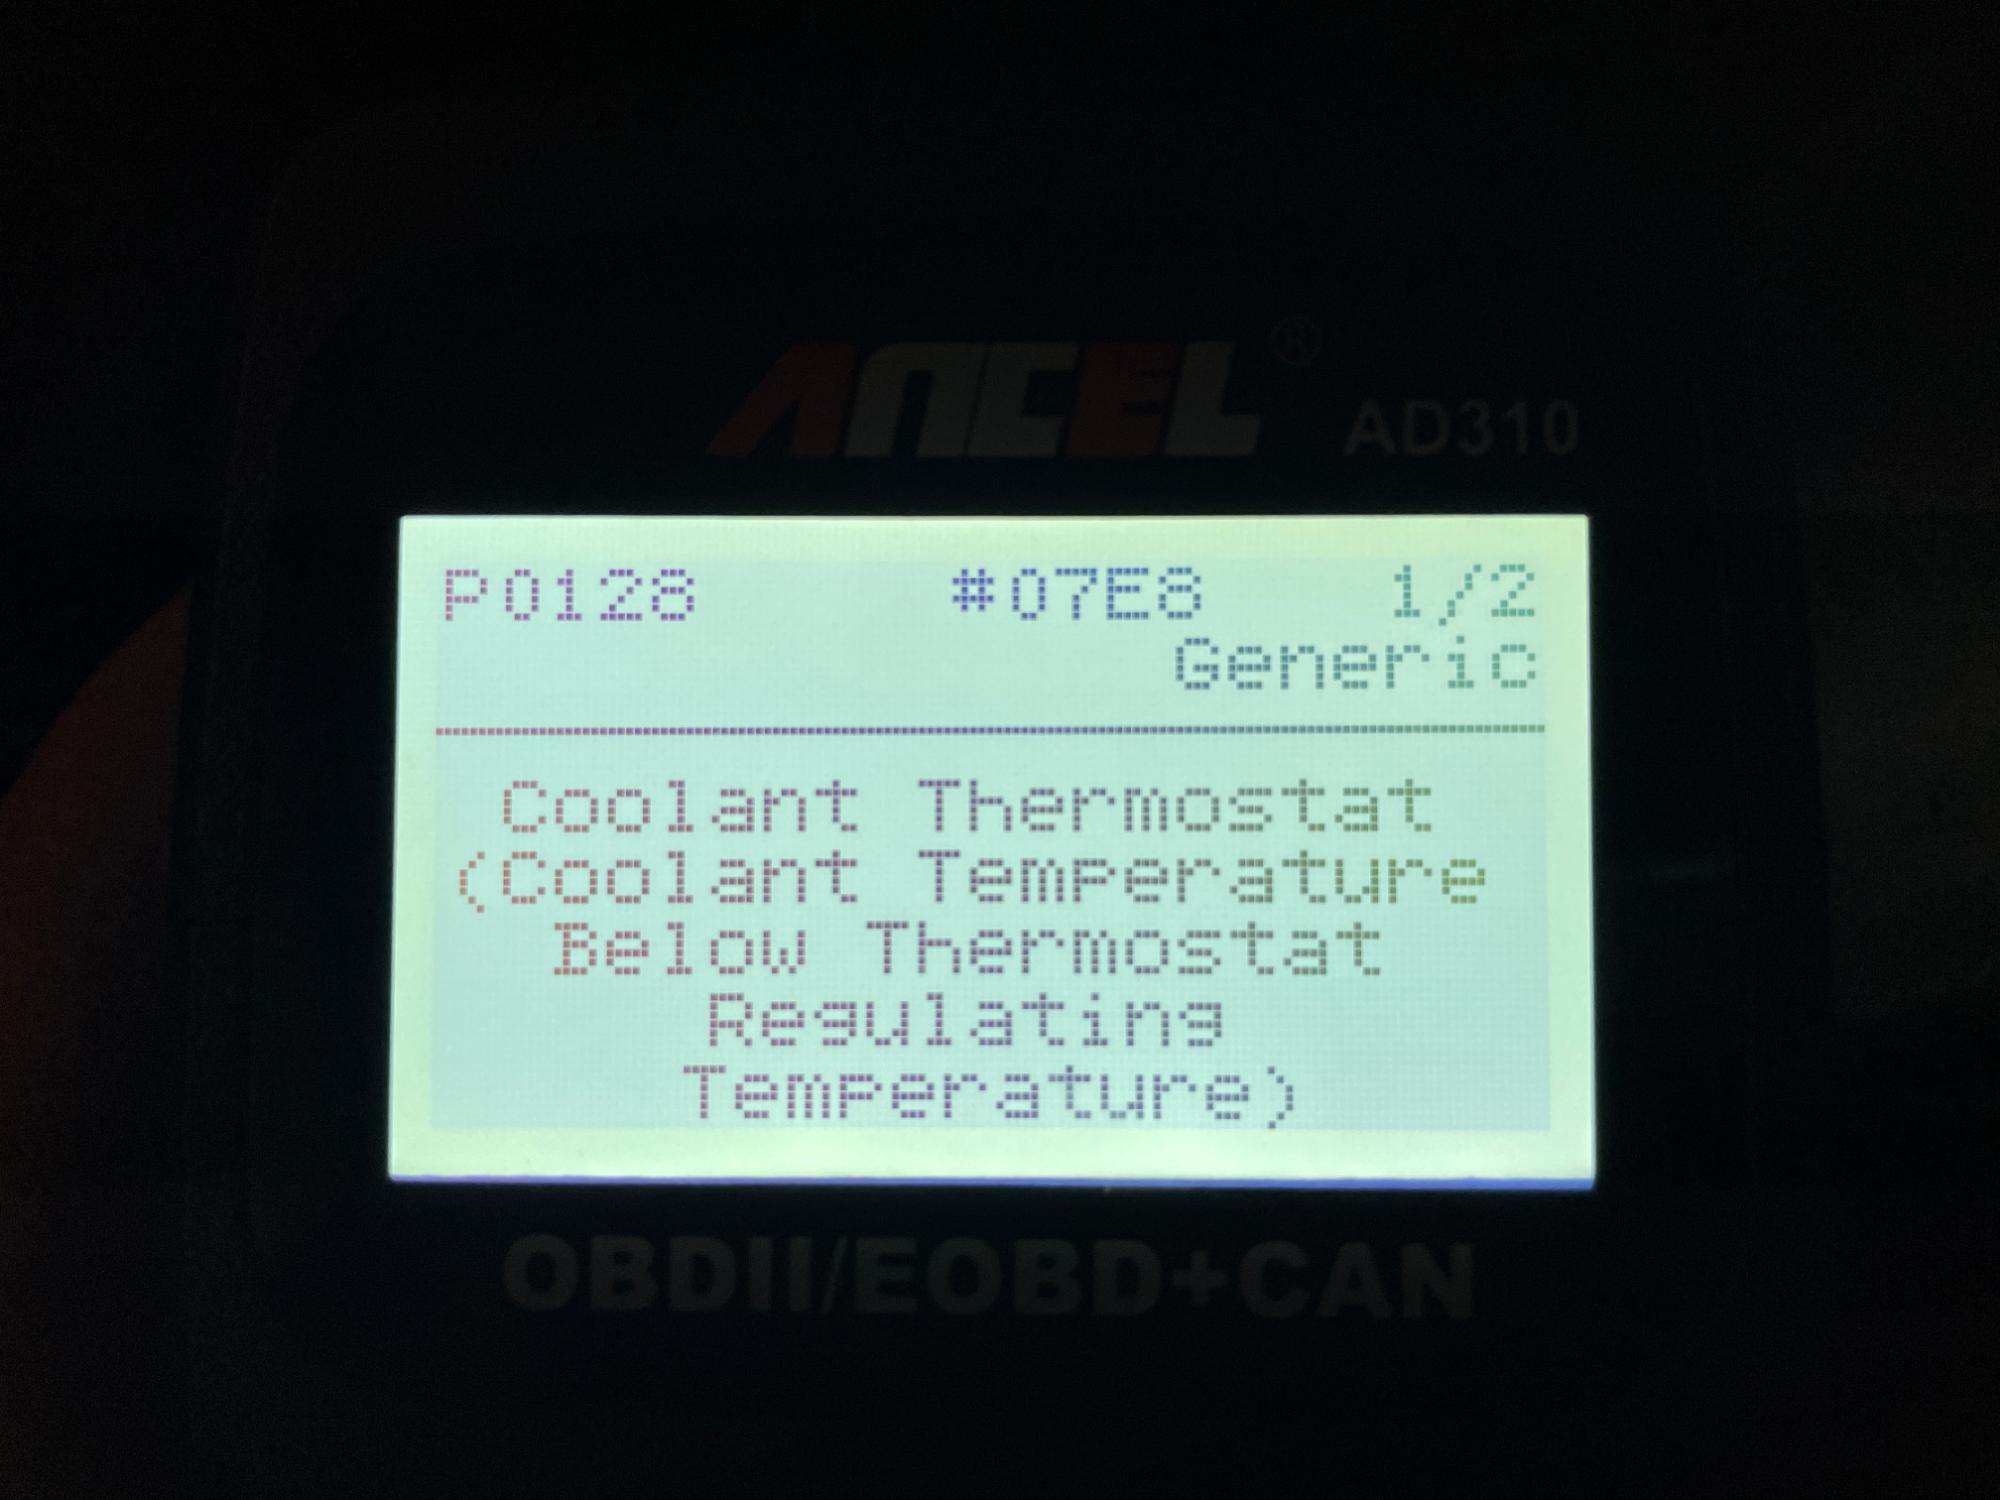 ANCEL ®
AD310
P0128 #07E8 1/2
Generic
Coolant Thermostat
(Coolant Temperature
Below Thermostat
Regulating
Temperature)
OBDII/EOBD+CAN